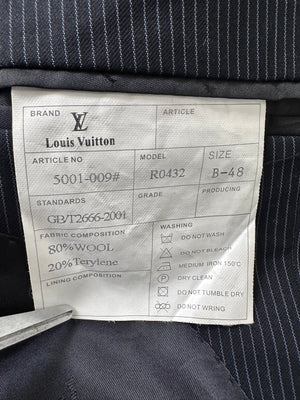 BRAND
ARTICLE
LV
Louis Vuitton
ARTICLE NO
MODEL
SIZE
5001-009#
R0432
B-48
STANDARDS
GRADE
PRODUCING
GB/T2666-2001
FABRIC COMPOSITION
WASHING
80%WOOL
DO NOT WASH
20%Terylene
DO NOT BLEACH
MEDIUM IRON 150°C
LINING COMPOSITION
P
DRY CLEAN
DO NOT TUMBLE DRY
DO NOT WRING